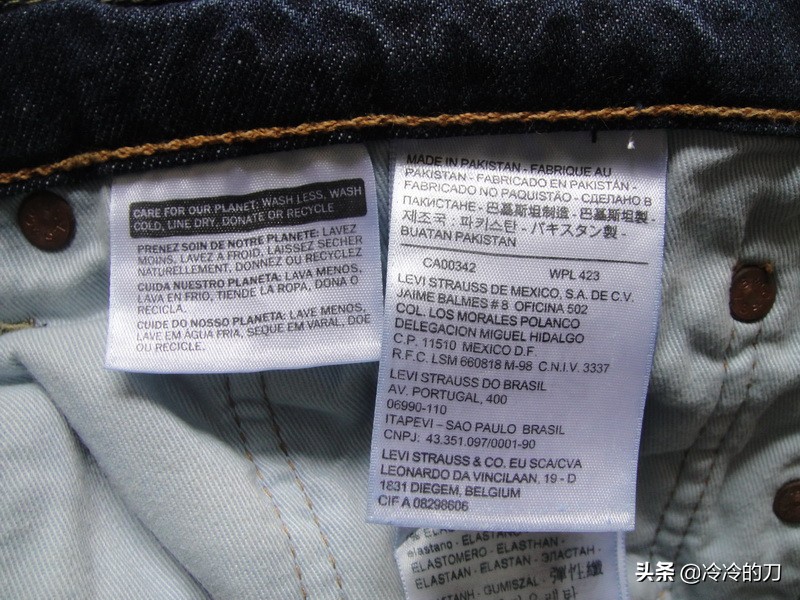 CARE FOR OUR PLANET: WASH LESS, WASH
COLD, LINE DRY, DONATE OR RECYCLE
PRENEZ SOIN DE NOTRE PLANETE: LAVEZ
MOINS, LAVEZ A FROID, LAISSEZ SECHER
NATURELLEMENT, DONNEZ OU RECYCLEZ
CUIDA NUESTRO PLANETA: LAVA MENOS,
LAVA EN FRIO, TIENDE LA ROPA, DONA O
RECICLA.
CUIDE DO NOSSO PLANETA: LAVE MENOS,
LAVE EM ÁGUA FRIA, SEQUE EM VARAL, DOE
OU RECICLE.
MADE IN PAKISTAN - FABRIQUE AU
PAKISTAN - FABRICADO EN PAKISTÁN -
FABRICADO NO PAQUISTÃO - СДЕЛАНО В
ПАКИСТАНЕ - 巴基斯坦制造 - 巴基斯坦製 -
제조국 : 파키스탄 - パキスタン製 -
BUATAN PAKISTAN
CA00342 WPL 423
LEVI STRAUSS DE MEXICO, S.A. DE C.V.
JAIME BALMES # 8 OFICINA 502
COL. LOS MORALES POLANCO
DELEGACION MIGUEL HIDALGO
C.P. 11510 MEXICO D.F.
R.F.C. LSM 660818 M-98 C.N.I.V. 3337
LEVI STRAUSS DO BRASIL
AV. PORTUGAL, 400
06990-110
ITAPEVI – SAO PAULO BRASIL
CNPJ: 43.351.097/0001-90
LEVI STRAUSS & CO. EU SCA/CVA
LEONARDO DA VINCILAAN, 19 - D
1831 DIEGEM, BELGIUM
CIF A 08298606
elastano - ELASTANO
ELASTOMERO - ELASTHAN -
ELASTAAN - ELASTAN - ЭЛАСТАН -
GUMISZAL - 彈性纖
头条 @冷冷的刀